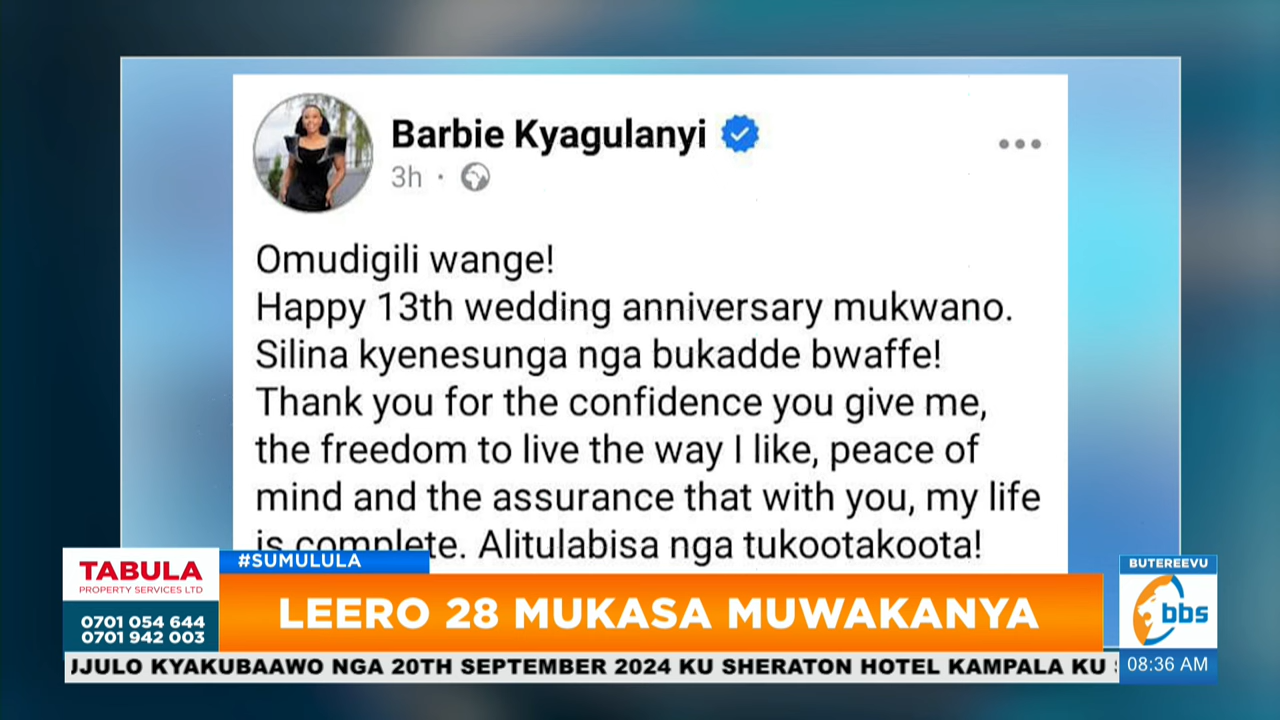 Barbie Kyagulanyi
3h ·
Omudigili wange!
Happy 13th wedding anniversary mukwano.
Silina kyenesunga nga bukadde bwaffe!
Thank you for the confidence you give me,
the freedom to live the way I like, peace of
mind and the assurance that with you, my life
is complete. Alitulabisa nga tukootakoota!
TABULA
PROPERTY SERVICES LTD
0701 054 644
0701 942 003
#SUMULULA
LEERO 28 MUKASA MUWAKANYA
BUTEREEVU
bbs
UJULO KYAKUBAAWO NGA 20TH SEPTEMBER 2024 KU SHERATON HOTEL KAMPALA KU
08:36 AM